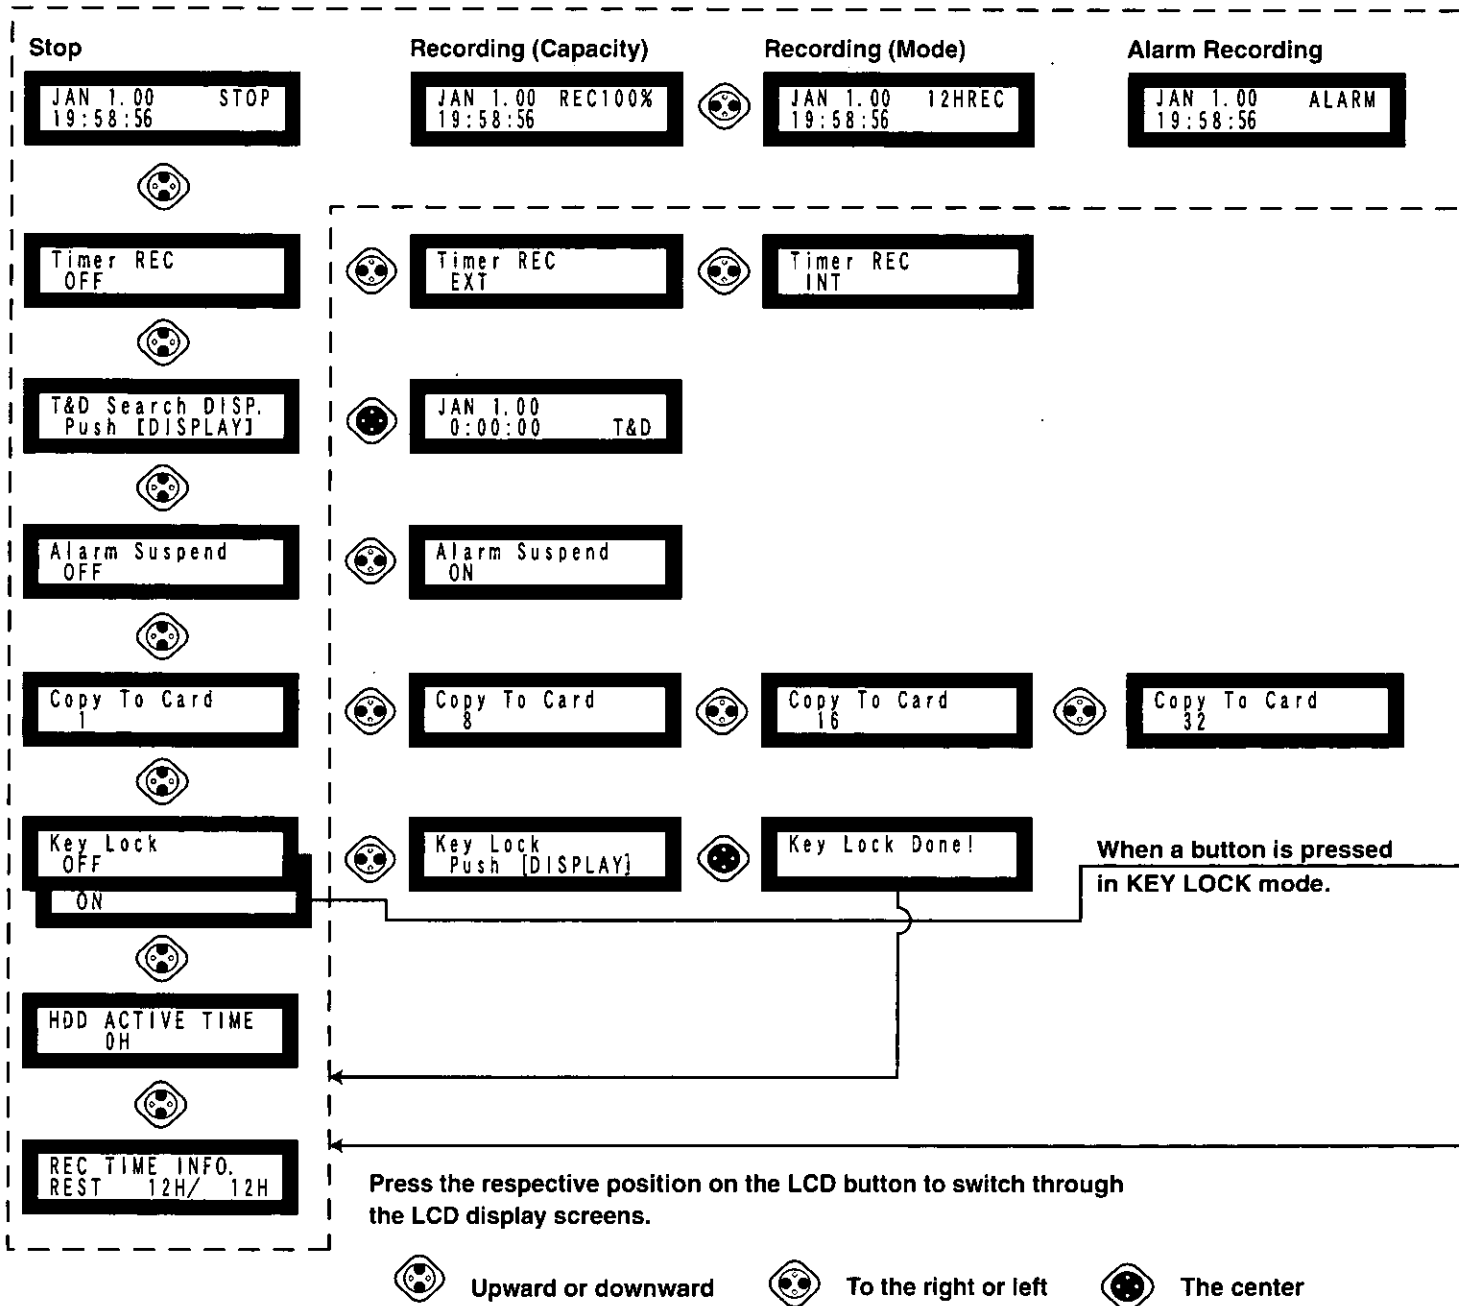 Stop
JAN 1.00 STOP
19:58:56
Recording (Capacity)
JAN 1.00 REC100%
19:58:56
Recording (Mode)
JAN 1.00 12HREC
19:58:56
Alarm Recording
JAN 1.00 ALARM
19:58:56
Timer REC
OFF
Timer REC
EXT
Timer REC
INT
T&D Search DISP.
Push [DISPLAY]
JAN 1.00
0:00:00 T&D
Alarm Suspend
OFF
Alarm Suspend
ON
Copy To Card
1
Copy To Card
8
Copy To Card
16
Copy To Card
32
Key Lock
OFF
ON
Key Lock
Push [DISPLAY]
Key Lock Done!
When a button is pressed
in KEY LOCK mode.
HDD ACTIVE TIME
0H
REC TIME INFO.
REST 12H/ 12H
Press the respective position on the LCD button to switch through
the LCD display screens.
Upward or downward
To the right or left
The center